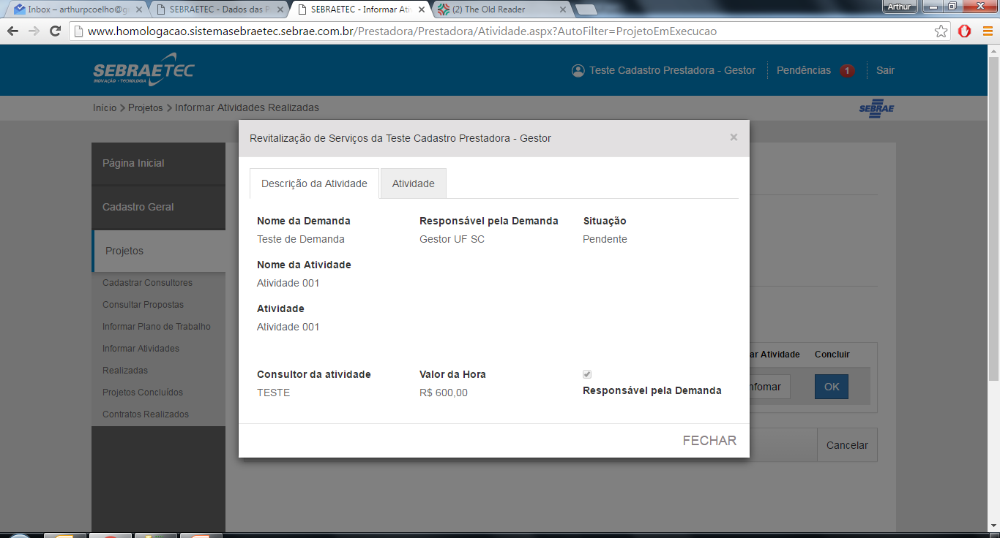 Inbox – arthurpcoelho@g
SEBRAETEC - Dados das P
SEBRAETEC - Informar Ati
(2) The Old Reader
Arthur
www.homologacao.sistemasebraetec.sebrae.com.br/Prestadora/Prestadora/Atividade.aspx?AutoFilter=ProjetoEmExecucao
SEBRAETEC
INOVAÇÃO - TECNOLOGIA
Teste Cadastro Prestadora - Gestor
Pendências 1
Sair
Início > Projetos > Informar Atividades Realizadas
SEBRAE
Página Inicial
Cadastro Geral
Projetos
Cadastrar Consultores
Consultar Propostas
Informar Plano de Trabalho
Informar Atividades
Realizadas
Projetos Concluídos
Contratos Realizados
Revitalização de Serviços da Teste Cadastro Prestadora - Gestor ×
Descrição da Atividade Atividade
Nome da Demanda Responsável pela Demanda Situação
Teste de Demanda Gestor UF SC Pendente
Nome da Atividade
Atividade 001
Atividade
Atividade 001
Consultor da atividade Valor da Hora
TESTE R$ 600,00
Responsável pela Demanda
FECHAR
ar Atividade Concluir
nfomar OK
Cancelar